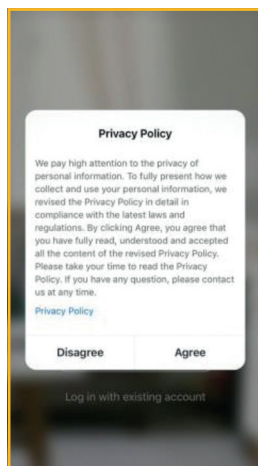 Privacy Policy
We pay high attention to the privacy of
personal information. To fully present how we
collect and use your personal information, we
revised the Privacy Policy in detail in
compliance with the latest laws and
regulations. By clicking Agree, you agree that
you have fully read, understood and accepted
all the content of the revised Privacy Policy.
Please take your time to read the Privacy
Policy. If you have any question, please contact
us at any time.
Privacy Policy
Disagree Agree
Log in with existing account